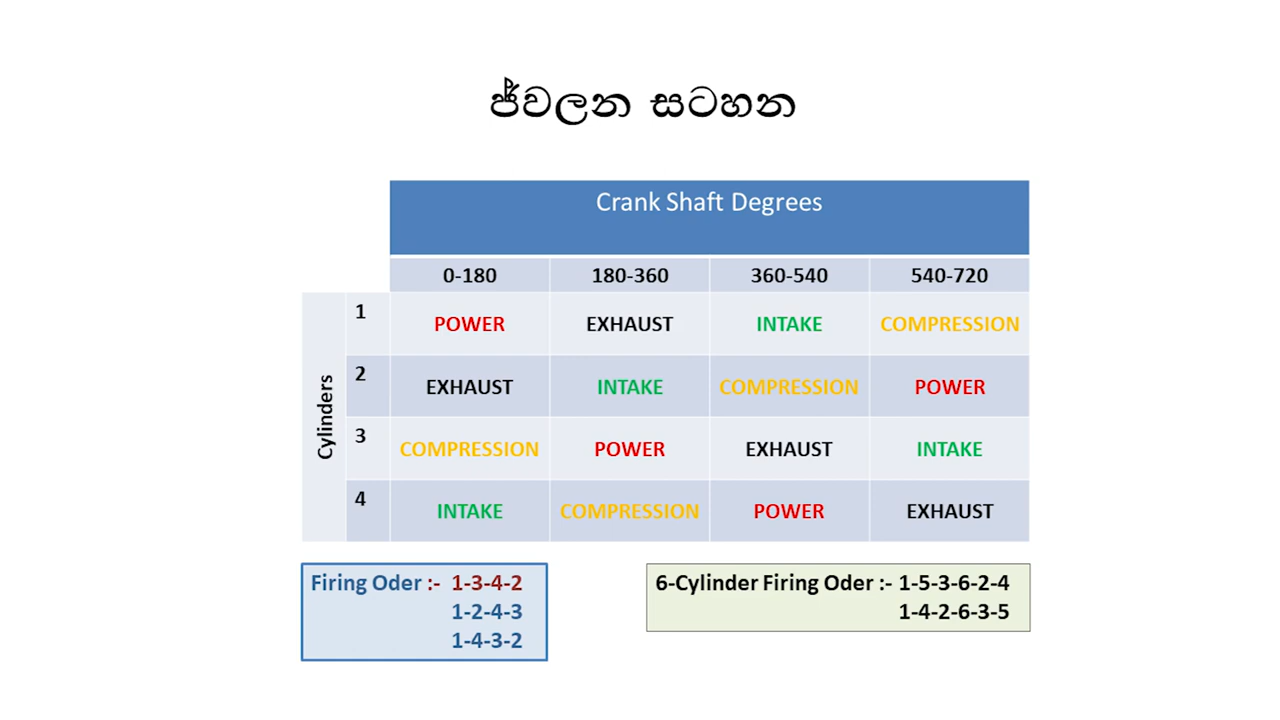 ජ්වලන සටහන
Crank Shaft Degrees
0-180 180-360 360-540 540-720
Cylinders
1 POWER EXHAUST INTAKE COMPRESSION
2 EXHAUST INTAKE COMPRESSION POWER
3 COMPRESSION POWER EXHAUST INTAKE
4 INTAKE COMPRESSION POWER EXHAUST
Firing Oder :- 1-3-4-2
1-2-4-3
1-4-3-2
6-Cylinder Firing Oder :- 1-5-3-6-2-4
1-4-2-6-3-5